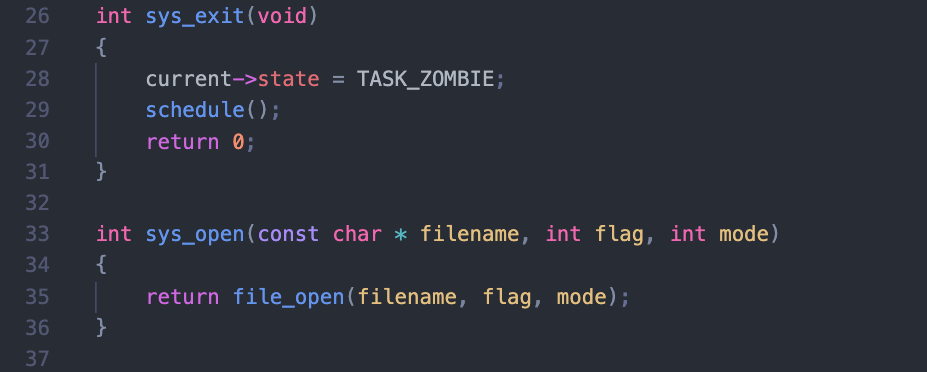 26 int sys_exit(void)
27 {
28     current->state = TASK_ZOMBIE;
29     schedule();
30     return 0;
31 }
32
33 int sys_open(const char * filename, int flag, int mode)
34 {
35     return file_open(filename, flag, mode);
36 }
37